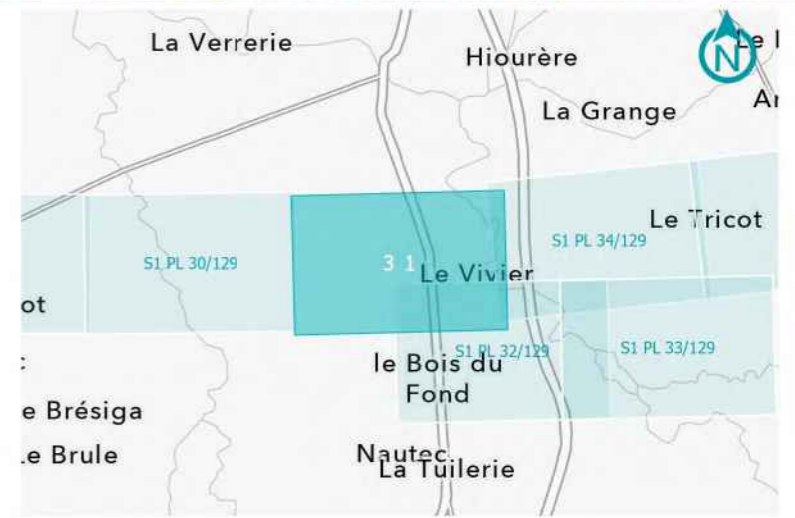 La Verrerie
Hiourère
N
La Grange
Le Tricot
S1 PL 34/129
S1 PL 30/129
3 1
Le Vivier
ot
S1 PL 32/129
S1 PL 33/129
le Bois du
Fond
e Brésiga
e Brule
Nautec
La Tuilerie